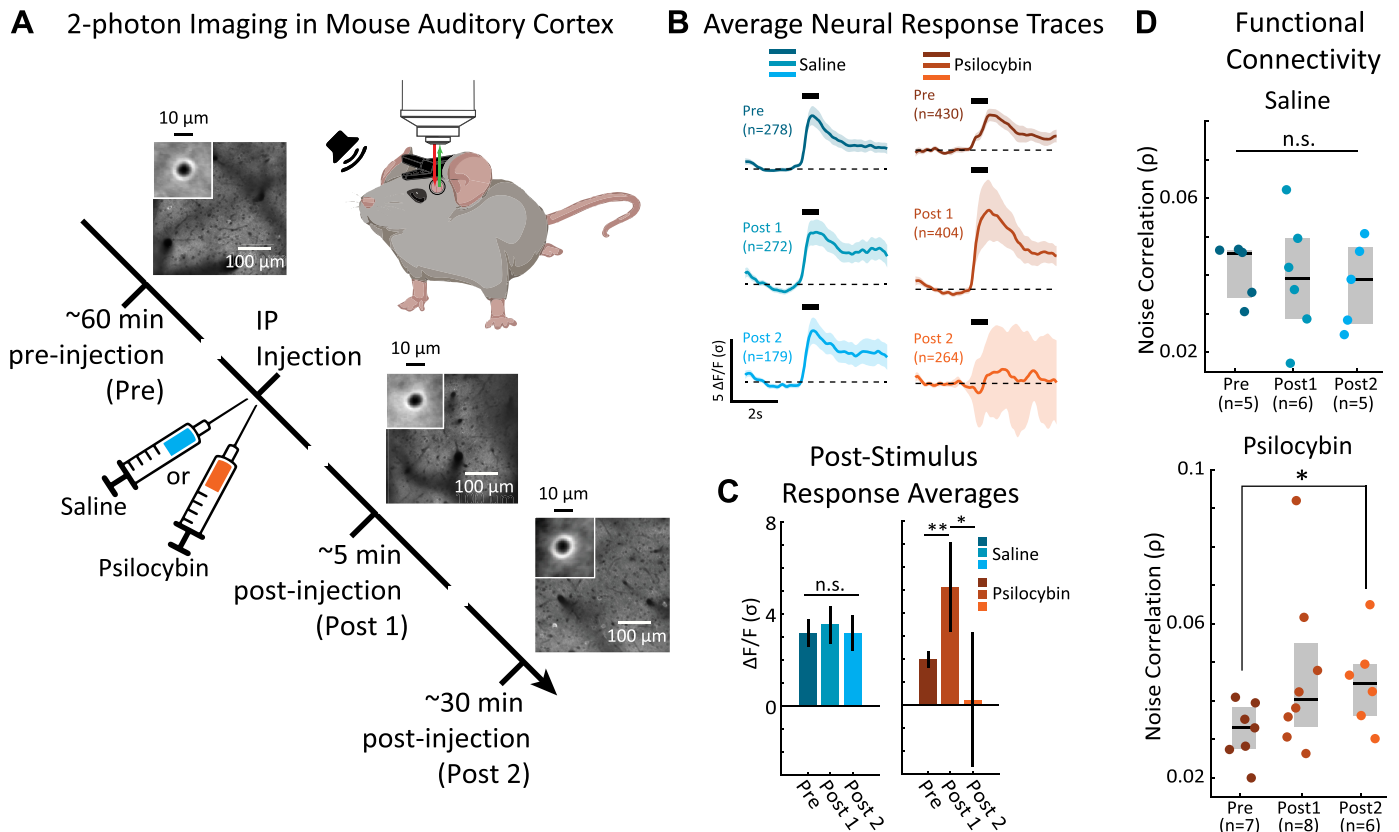 A 2-photon Imaging in Mouse Auditory Cortex
10 µm
100 µm
~60 min
pre-injection
(Pre)
IP
Injection
Saline
or
Psilocybin
10 µm
100 µm
~5 min
post-injection
(Post 1)
10 µm
100 µm
~30 min
post-injection
(Post 2)
B Average Neural Response Traces
Saline
Psilocybin
Pre
(n=278)
Pre
(n=430)
Post 1
(n=272)
Post 1
(n=404)
Post 2
(n=179)
Post 2
(n=264)
5 ΔF/F (σ)
2s
C Post-Stimulus
Response Averages
ΔF/F (σ)
8
4
0
n.s.
Pre
Post 1
Post 2
**
*
Saline
Psilocybin
Pre
Post 1
Post 2
D Functional
Connectivity
Saline
Noise Correlation (ρ)
0.06
0.02
n.s.
Pre
(n=5)
Post1
(n=6)
Post2
(n=5)
Psilocybin
Noise Correlation (ρ)
0.1
0.06
0.02
*
Pre
(n=7)
Post1
(n=8)
Post2
(n=6)